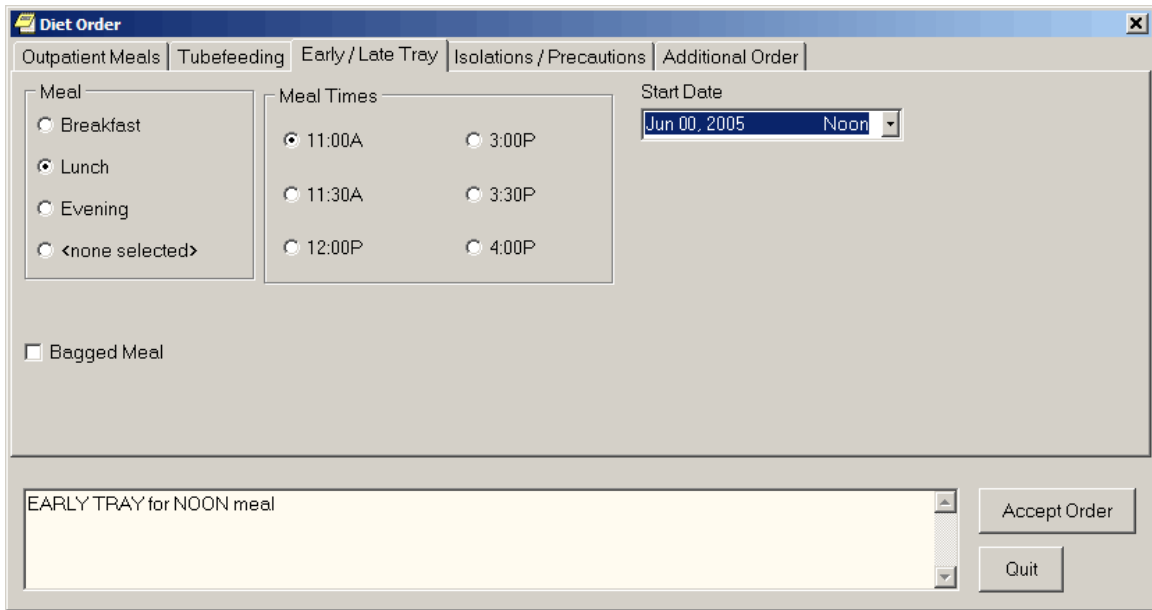 Diet Order
Outpatient Meals Tubefeeding Early / Late Tray Isolations / Precautions Additional Order
Meal
Breakfast
Lunch
Evening
<none selected>
Meal Times
11:00A 3:00P
11:30A 3:30P
12:00P 4:00P
Start Date
Jun 00, 2005 Noon
Bagged Meal
EARLY TRAY for NOON meal
Accept Order
Quit